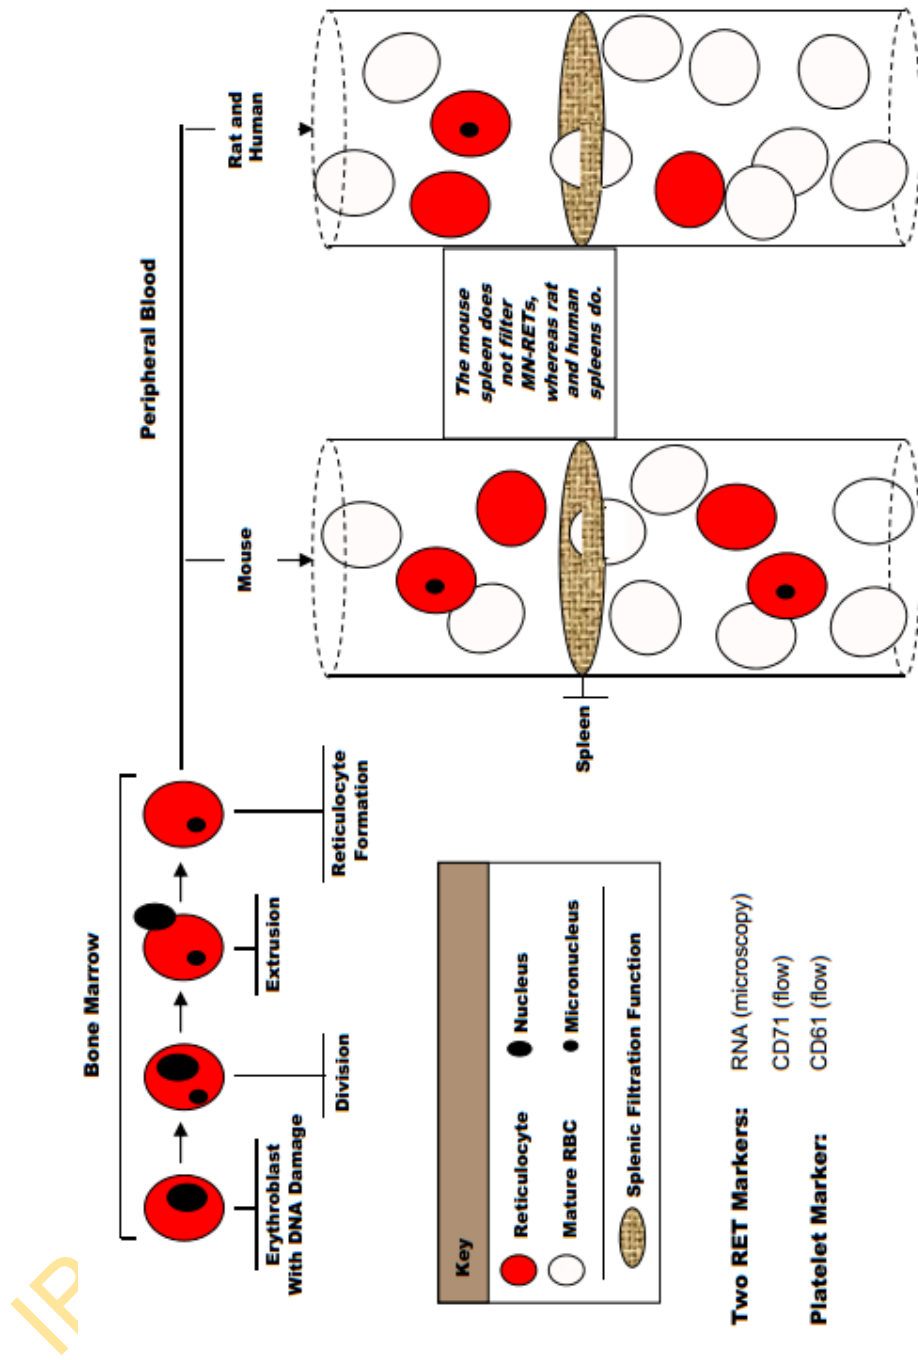 Bone Marrow
Peripheral Blood
Erythroblast
With DNA Damage
Division
Extrusion
Reticulocyte
Formation
Mouse
Rat and
Human
The mouse
spleen does
not filter
MN-RETs,
whereas rat
and human
spleens do.
Spleen
Key
Reticulocyte
Nucleus
Mature RBC
Micronucleus
Splenic Filtration Function
Two RET Markers: RNA (microscopy)
CD71 (flow)
Platelet Marker: CD61 (flow)